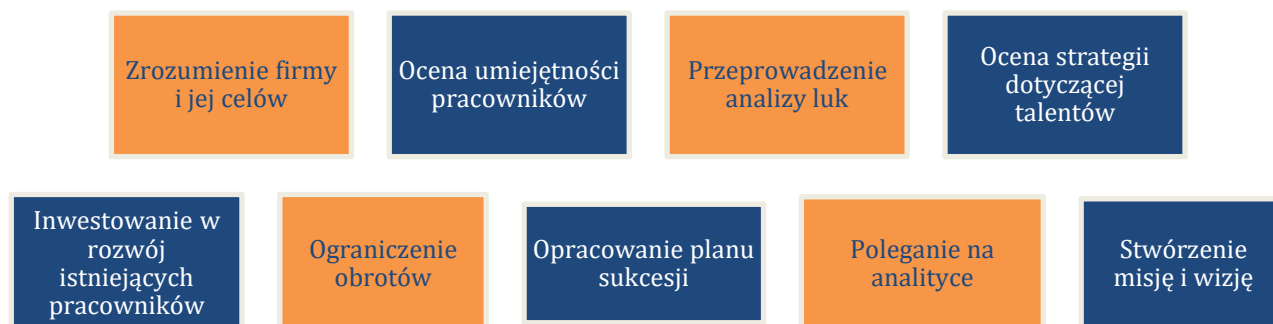 Zrozumienie firmy
i jej celów
Ocena umiejętności
pracowników
Przeprowadzenie
analizy luk
Ocena strategii
dotyczącej
talentów
Inwestowanie w
rozwój
istniejących
pracowników
Ograniczenie
obrotów
Opracowanie planu
sukcesji
Poleganie na
analityce
Stwórzenie
misję i wizję